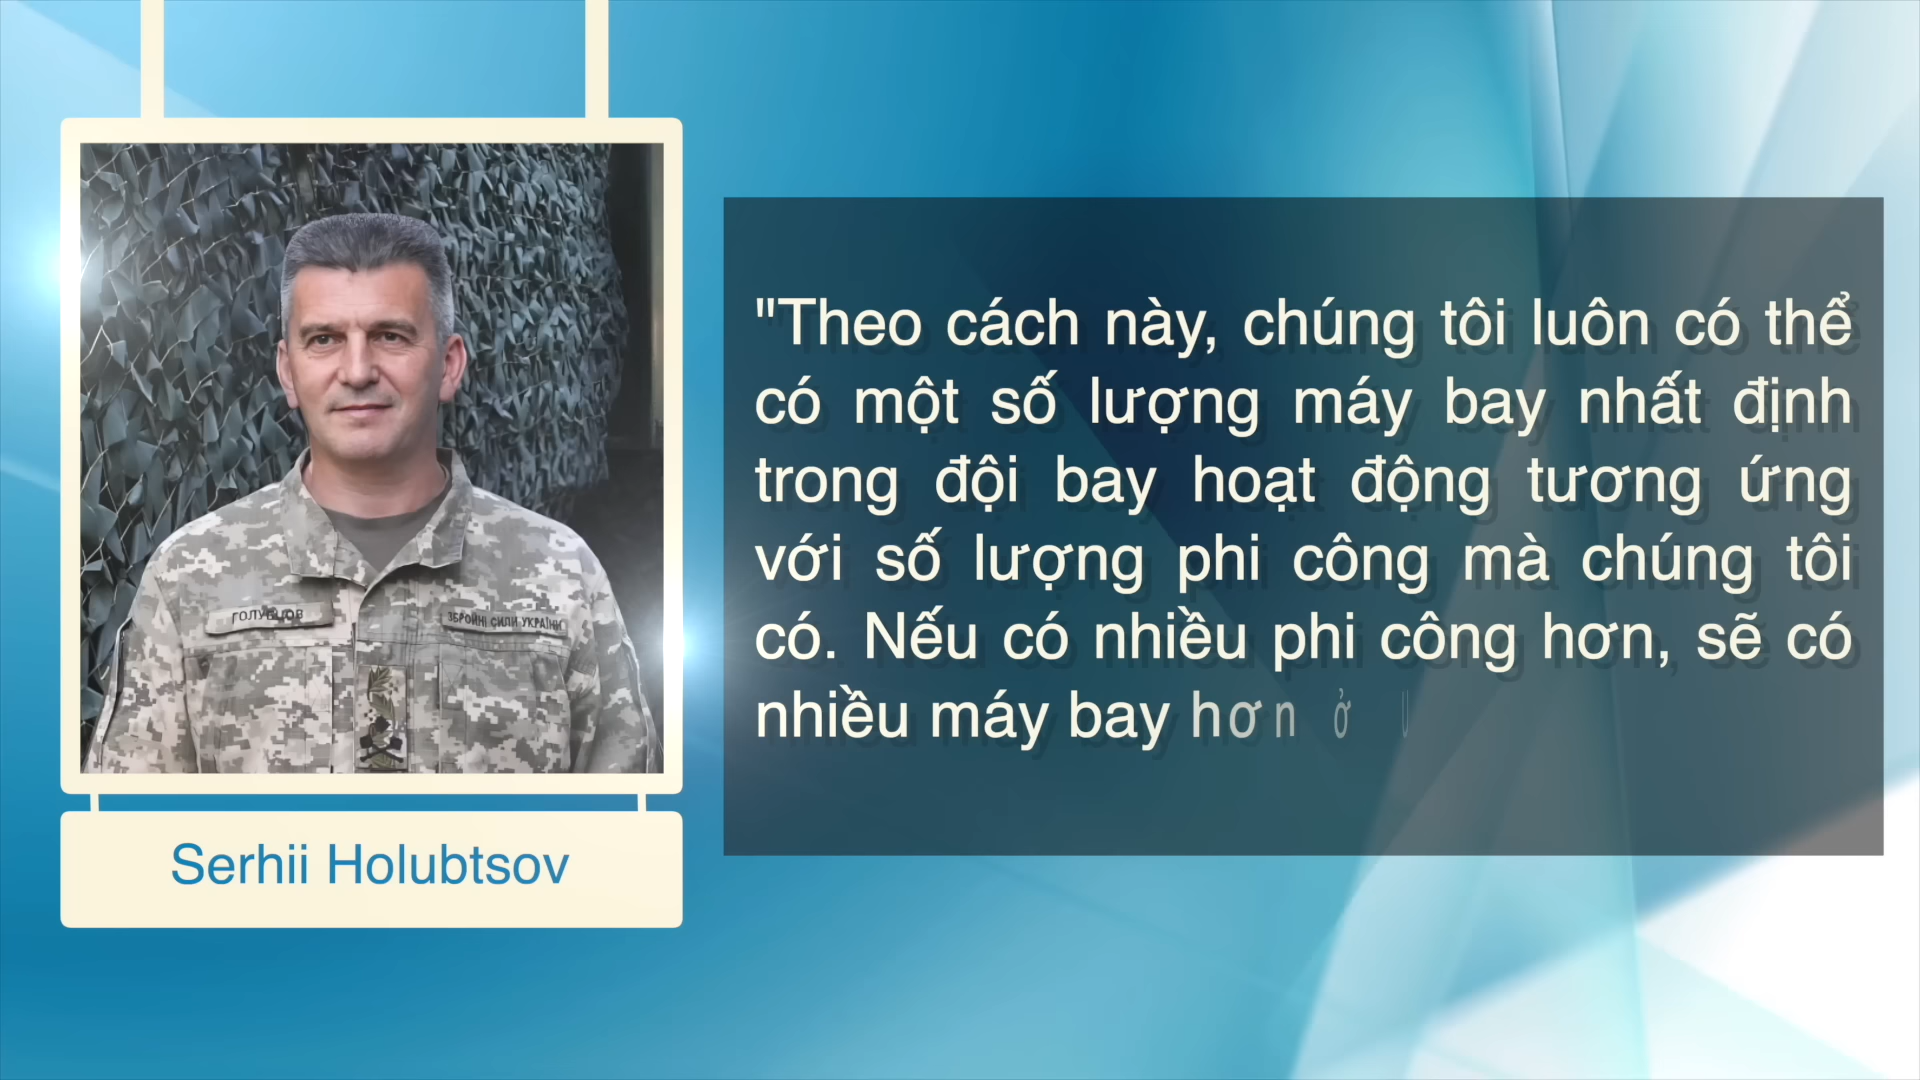 ГОЛУБЦОВ
ЗБРОЙНІ СИЛИ УКРАЇНИ
Serhii Holubtsov
"Theo cách này, chúng tôi luôn có thể
có một số lượng máy bay nhất định
trong đội bay hoạt động tương ứng
với số lượng phi công mà chúng tôi
có. Nếu có nhiều phi công hơn, sẽ có
nhiều máy bay hơn ở U